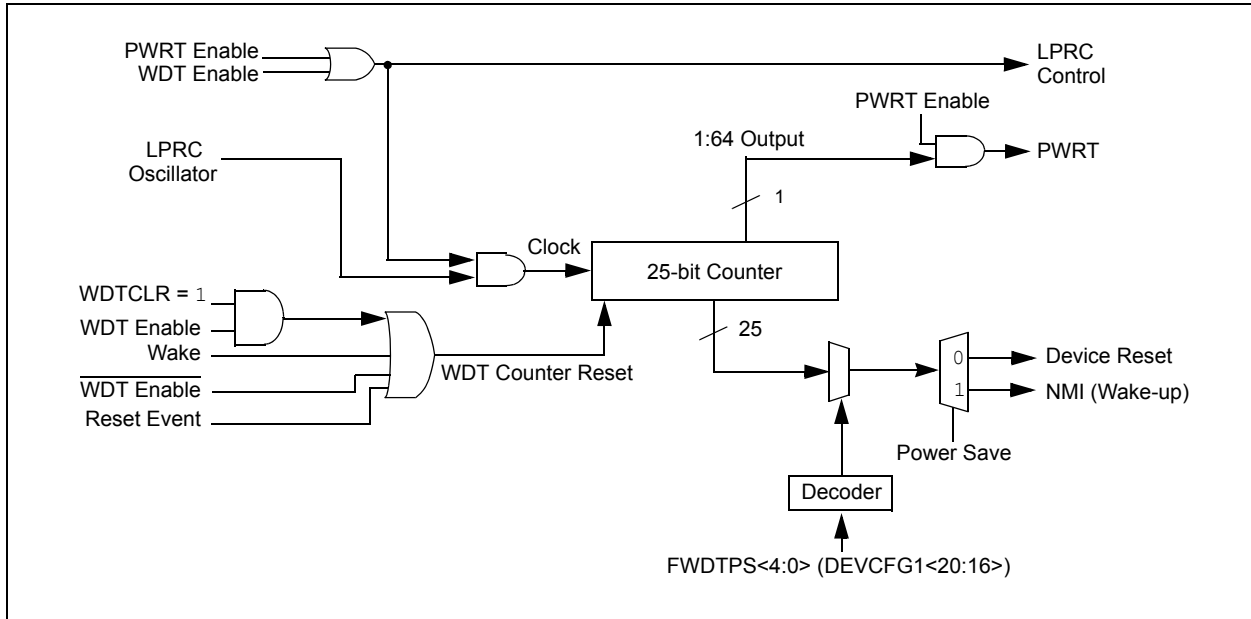 PWRT Enable
WDT Enable
LPRC
Control
PWRT Enable
1:64 Output
PWRT
LPRC
Oscillator
1
Clock
25-bit Counter
WDTCLR = 1
WDT Enable
Wake
WDT Enable
Reset Event
WDT Counter Reset
25
0
1
Device Reset
NMI (Wake-up)
Power Save
Decoder
FWDTPS<4:0> (DEVCFG1<20:16>)